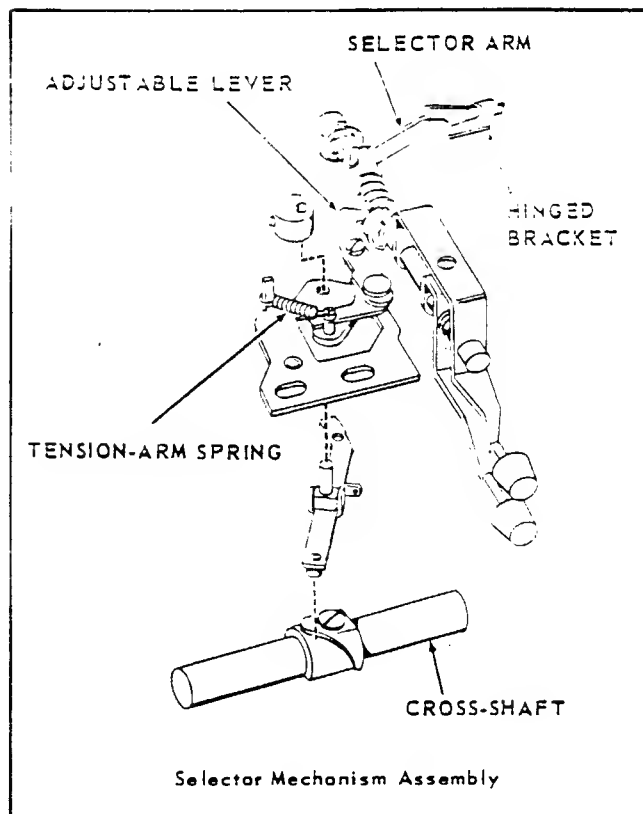 SELECTOR ARM
ADJUSTABLE LEVER
HINGED
BRACKET
TENSION-ARM SPRING
CROSS-SHAFT
Selector Mechanism Assembly